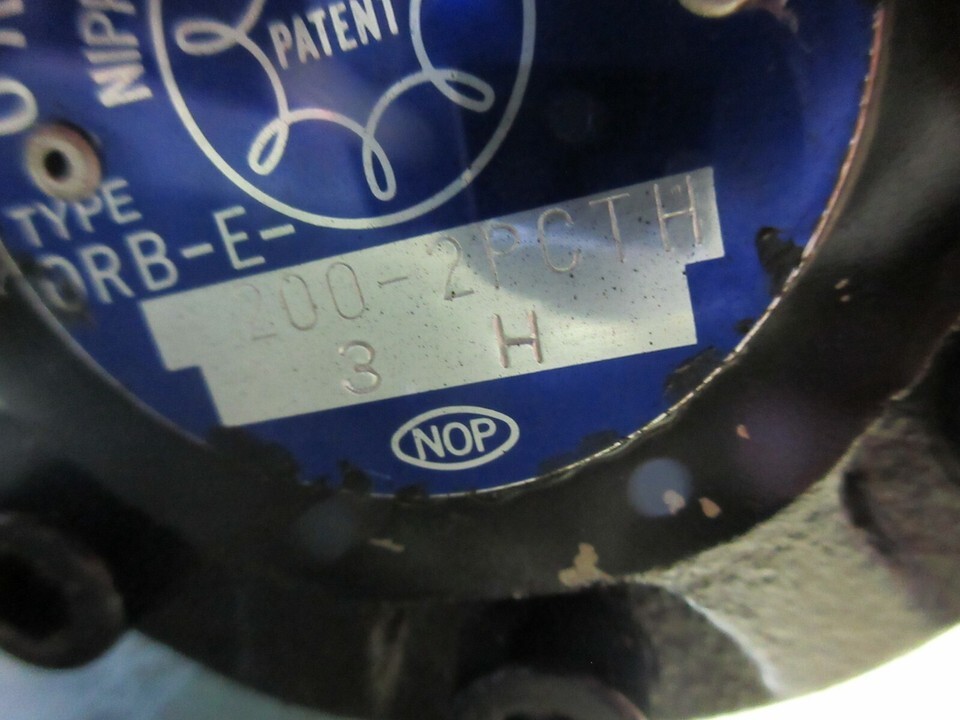 PATENT
NIPP
TYPE
ORB-E-
200-2PCTH
3 H
NOP